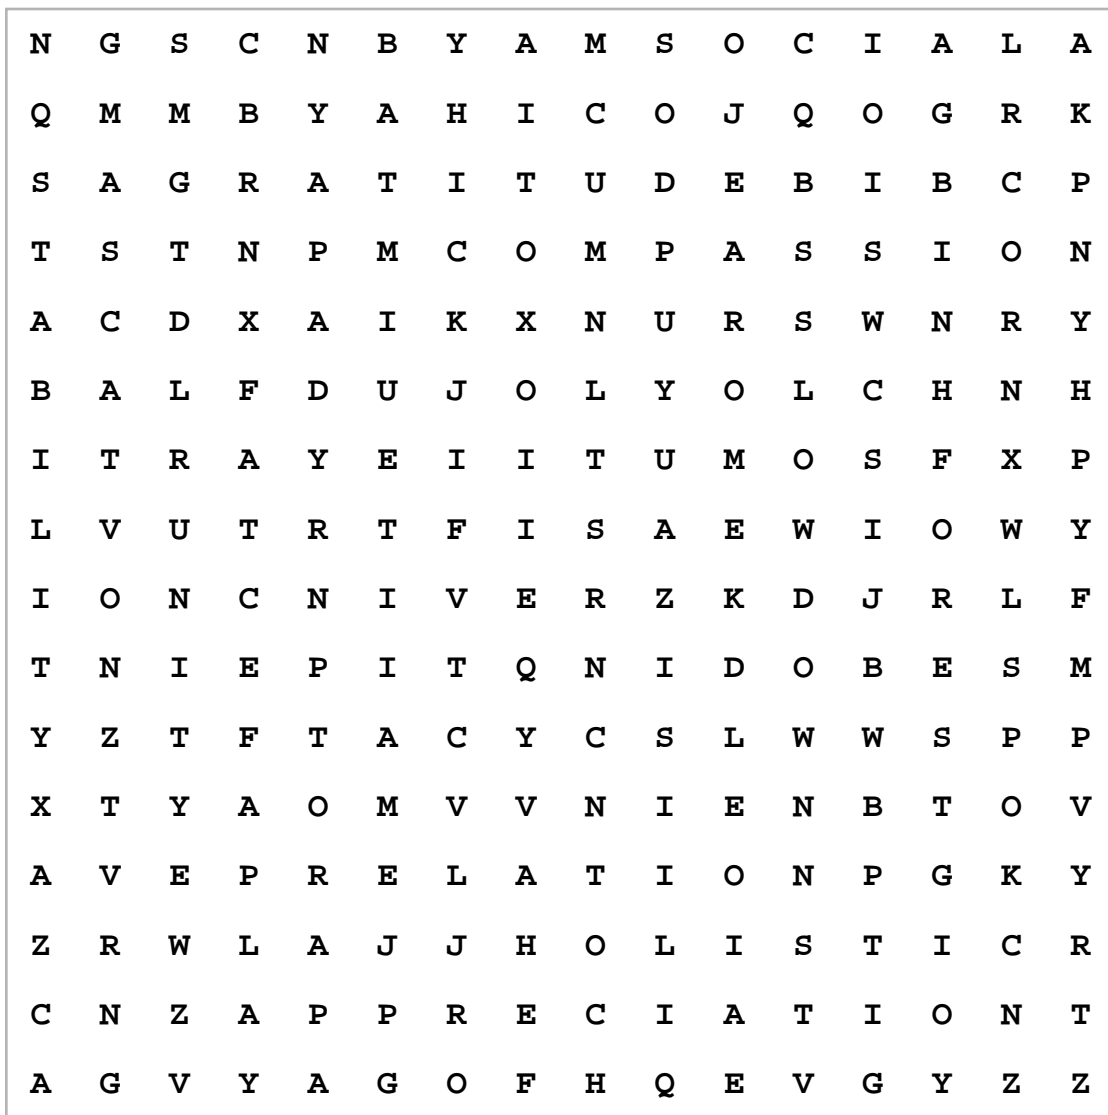 N G S C N B Y A M S O C I A L A
Q M M B Y A H I C O J Q O G R K
S A G R A T I T U D E B I B C P
T S T N P M C O M P A S S I O N
A C D X A I K X N U R S W N R Y
B A L F D U J O L Y O L C H N H
I T R A Y E I I T U M O S F X P
L V U T R T F I S A E W I O W Y
I O N C N I V E R Z K D J R L F
T N I E P I T Q N I D O B E S M
Y Z T F T A C Y C S L W W S P P
X T Y A O M V V N I E N B T O V
A V E P R E L A T I O N P G K Y
Z R W L A J J H O L I S T I C R
C N Z A P P R E C I A T I O N T
A G V Y A G O F H Q E V G Y Z Z